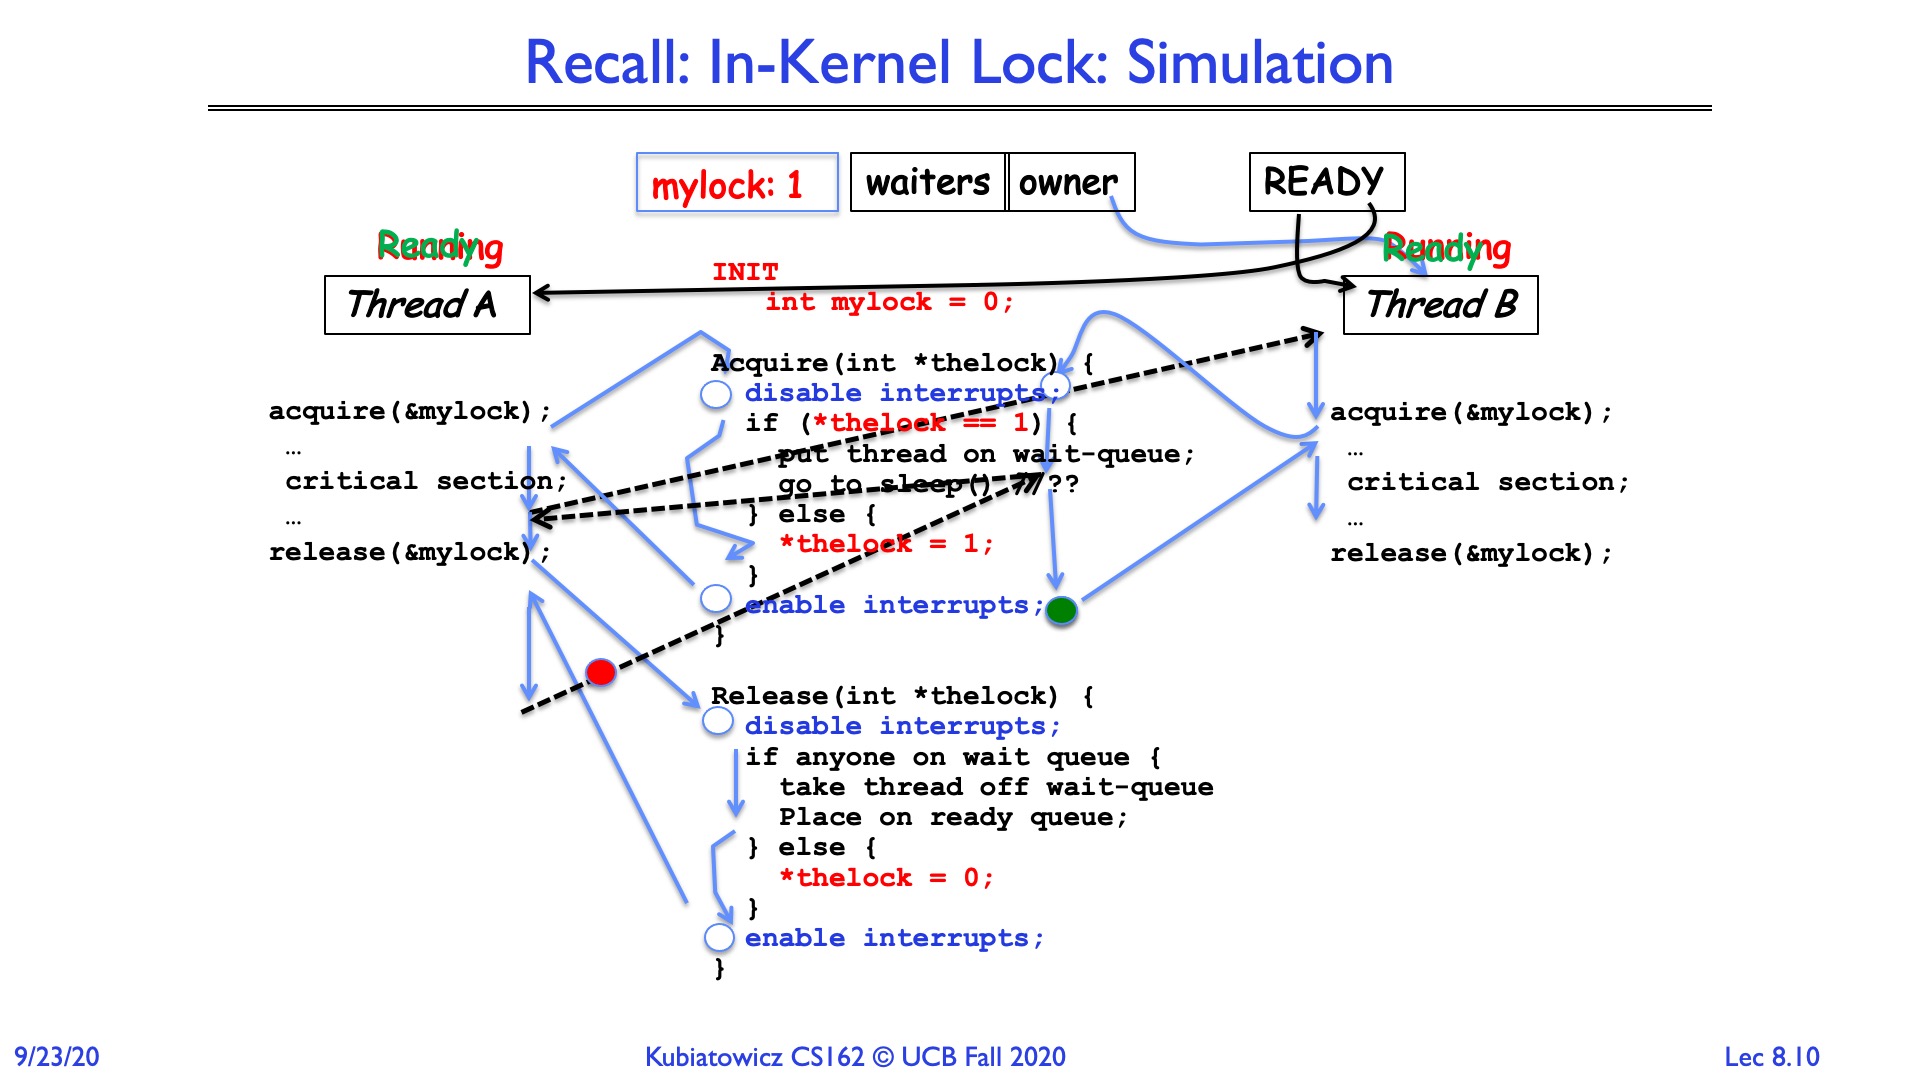 Recall: In-Kernel Lock: Simulation
mylock: 1
waiters
owner
READY
Ready
Running
Ready
Running
INIT
int mylock = 0;
Thread A
Thread B
Acquire(int *thelock) {
disable interrupts;
if (*thelock == 1) {
put thread on wait-queue;
go to sleep() //??
} else {
*thelock = 1;
}
enable interrupts;
}
acquire(&mylock);
…
critical section;
…
release(&mylock);
acquire(&mylock);
…
critical section;
…
release(&mylock);
Release(int *thelock) {
disable interrupts;
if anyone on wait queue {
take thread off wait-queue
Place on ready queue;
} else {
*thelock = 0;
}
enable interrupts;
}
9/23/20
Kubiatowicz CS162 © UCB Fall 2020
Lec 8.10